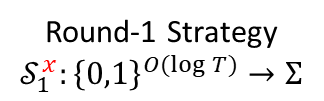 Round-1 Strategy
𝒮₁ˣ: {0,1}^{O(log T)} → Σ